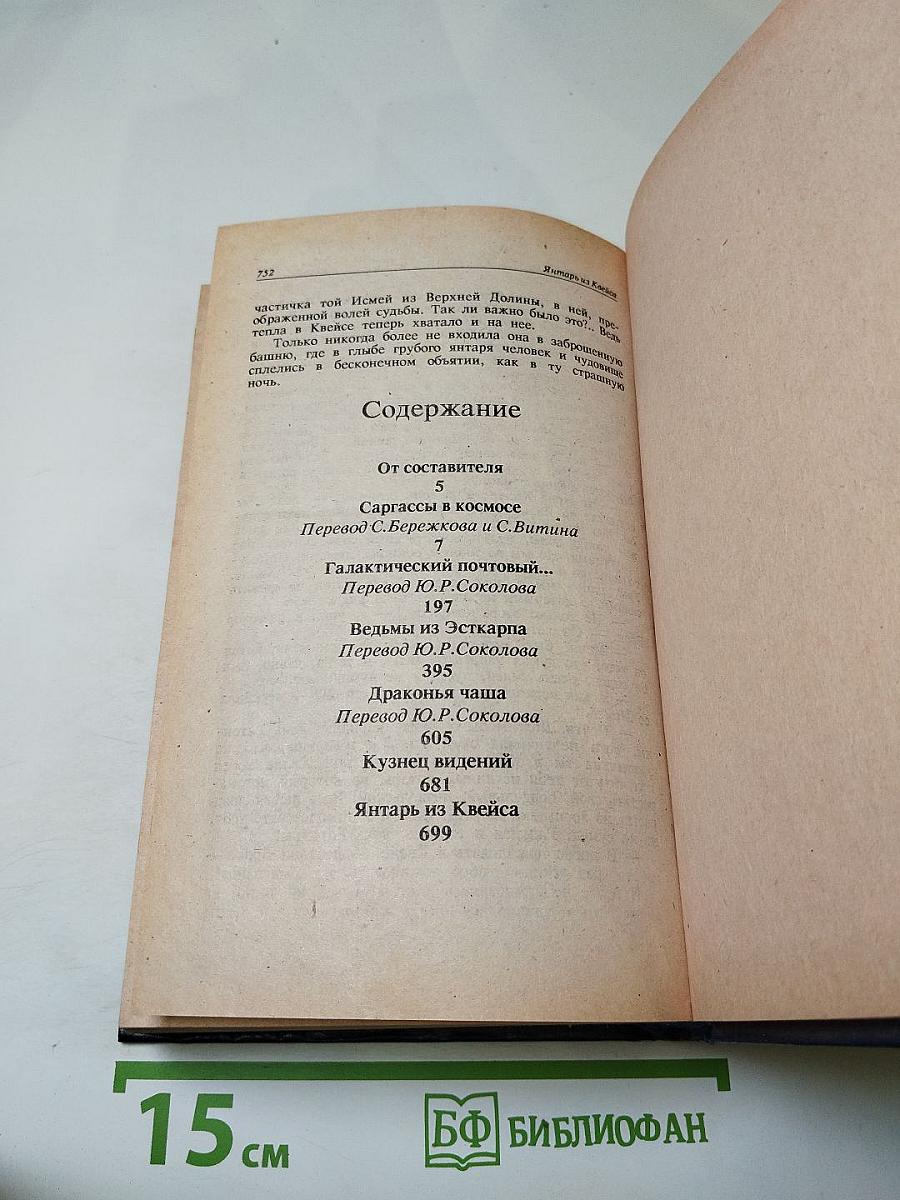 752
Янтарь из Квейса
частичка той Исмей из Верхней Долины, в ней, пре-
ображенной волей судьбы. Так ли важно было это?.. Ведь
тепла в Квейсе теперь хватало и на нее.
Только никогда более не входила она в заброшенную
башню, где в глыбе грубого янтаря человек и чудовище
сплелись в бесконечном объятии, как в ту страшную
ночь.
Содержание
От составителя
5
Саргассы в космосе
Перевод С.Бережкова и С.Витина
7
Галактический почтовый...
Перевод Ю.Р.Соколова
197
Ведьмы из Эсткарпа
Перевод Ю.Р.Соколова
395
Драконья чаша
Перевод Ю.Р.Соколова
605
Кузнец видений
681
Янтарь из Квейса
699
15 см
БФ БИБЛИОФАН